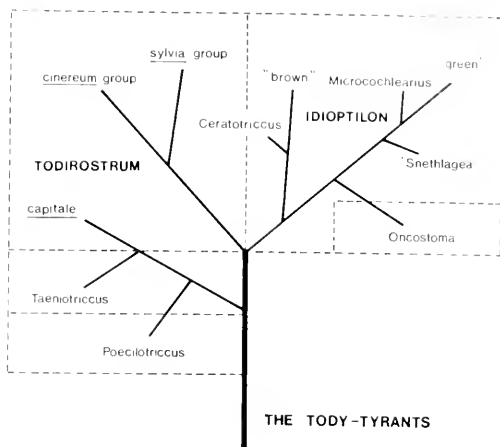 sylvia group
cinereum group
"brown"
green'
Microcochlearius
Ceratotriccus
IDIOPTILON
TODIROSTRUM
'Snethlagea
capitale
Oncostoma
Taeniotriccus
Poecilotriccus
THE TODY-TYRANTS